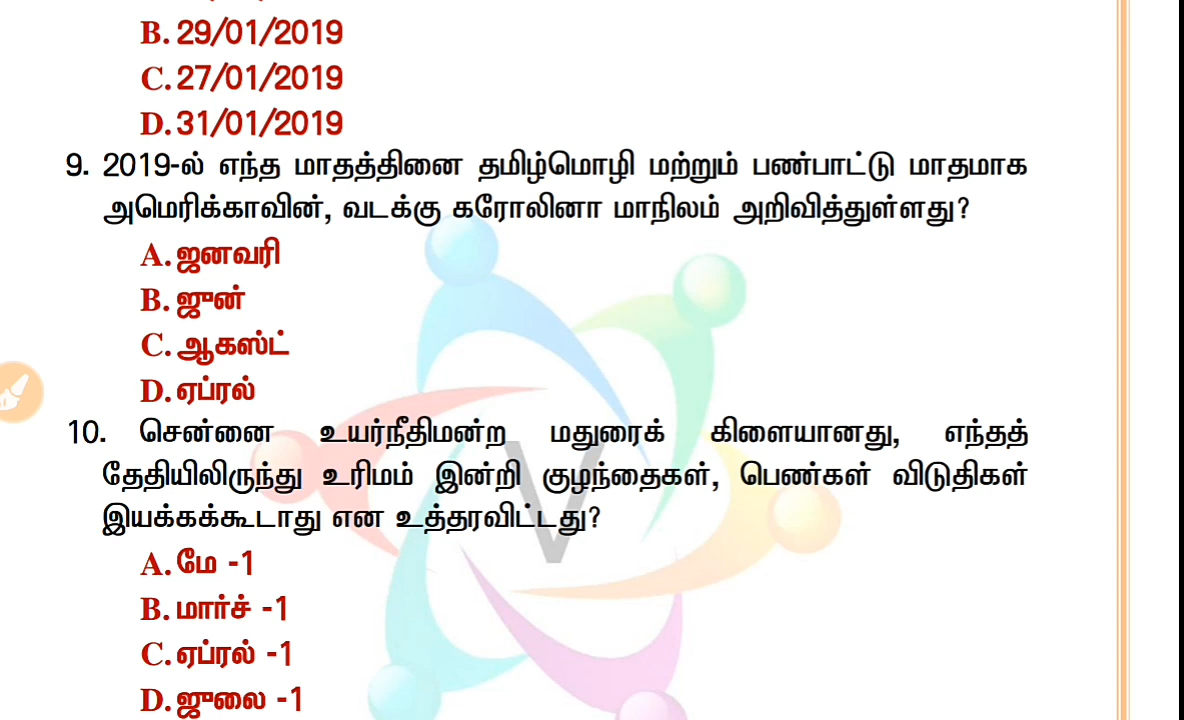 B. 29/01/2019
C. 27/01/2019
D. 31/01/2019
9. 2019-ல் எந்த மாதத்தினை தமிழ்மொழி மற்றும் பண்பாட்டு மாதமாக
அமெரிக்காவின், வடக்கு கரோலினா மாநிலம் அறிவித்துள்ளது?
A. ஜனவரி
B. ஜுன்
C. ஆகஸ்ட்
D. ஏப்ரல்
10. சென்னை உயர்நீதிமன்ற மதுரைக் கிளையானது, எந்தத்
தேதியிலிருந்து உரிமம் இன்றி குழந்தைகள், பெண்கள் விடுதிகள்
இயக்கக்கூடாது என உத்தரவிட்டது?
A. மே -1
B. மார்ச் -1
C. ஏப்ரல் -1
D. ஜுலை -1
V